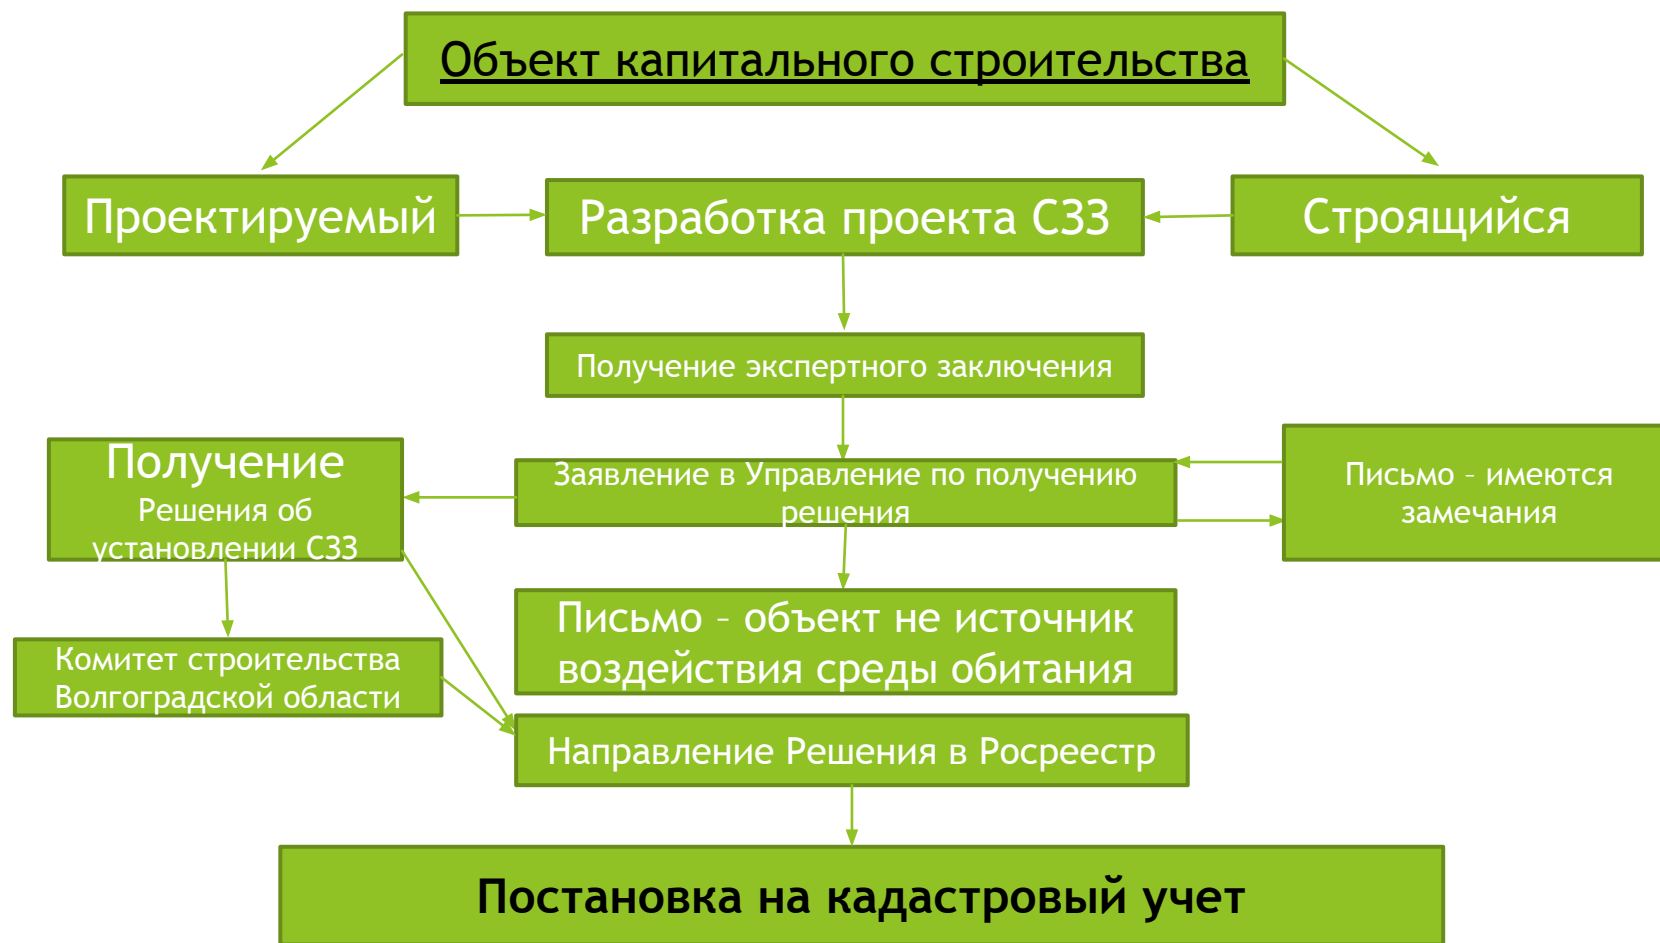 Объект капитального строительства
Проектируемый
Разработка проекта СЗЗ
Строящийся
Получение экспертного заключения
Получение
Решения об
установлении СЗЗ
Заявление в Управление по получению
решения
Письмо - имеются
замечания
Письмо - объект не источник
воздействия среды обитания
Комитет строительства
Волгоградской области
Направление Решения в Росреестр
Постановка на кадастровый учет